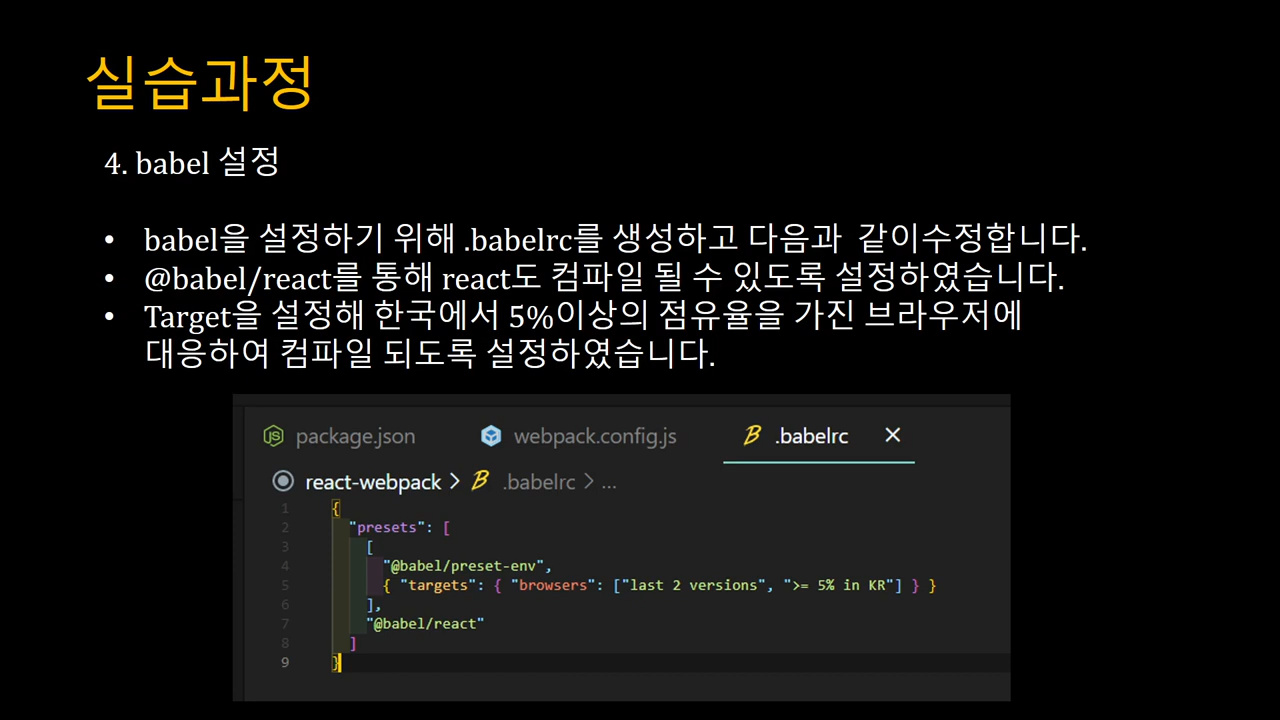 실습과정
4. babel 설정
• babel을 설정하기 위해 .babelrc를 생성하고 다음과  같이수정합니다.
• @babel/react를 통해 react도 컴파일 될 수 있도록 설정하였습니다.
• Target을 설정해 한국에서 5%이상의 점유율을 가진 브라우저에
대응하여 컴파일 되도록 설정하였습니다.
package.json webpack.config.js .babelrc ×
react-webpack > .babelrc > ...
1 {
2 "presets": [
3 [
4 "@babel/preset-env",
5 { "targets": { "browsers": ["last 2 versions", ">= 5% in KR"] } }
6 ],
7 "@babel/react"
8 ]
9 }